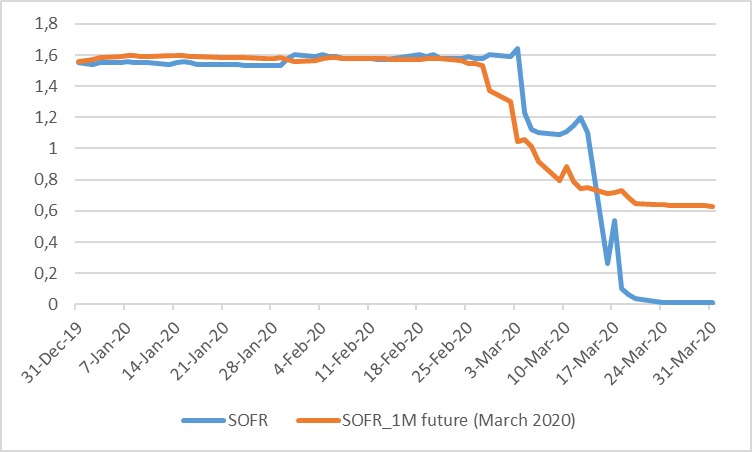 1,8
1,6
1,4
1,2
1
0,8
0,6
0,4
0,2
0
31-Dec-19
7-Jan-20
14-Jan-20
21-Jan-20
28-Jan-20
4-Feb-20
11-Feb-20
18-Feb-20
25-Feb-20
3-Mar-20
10-Mar-20
17-Mar-20
24-Mar-20
31-Mar-20
SOFR
SOFR_1M future (March 2020)